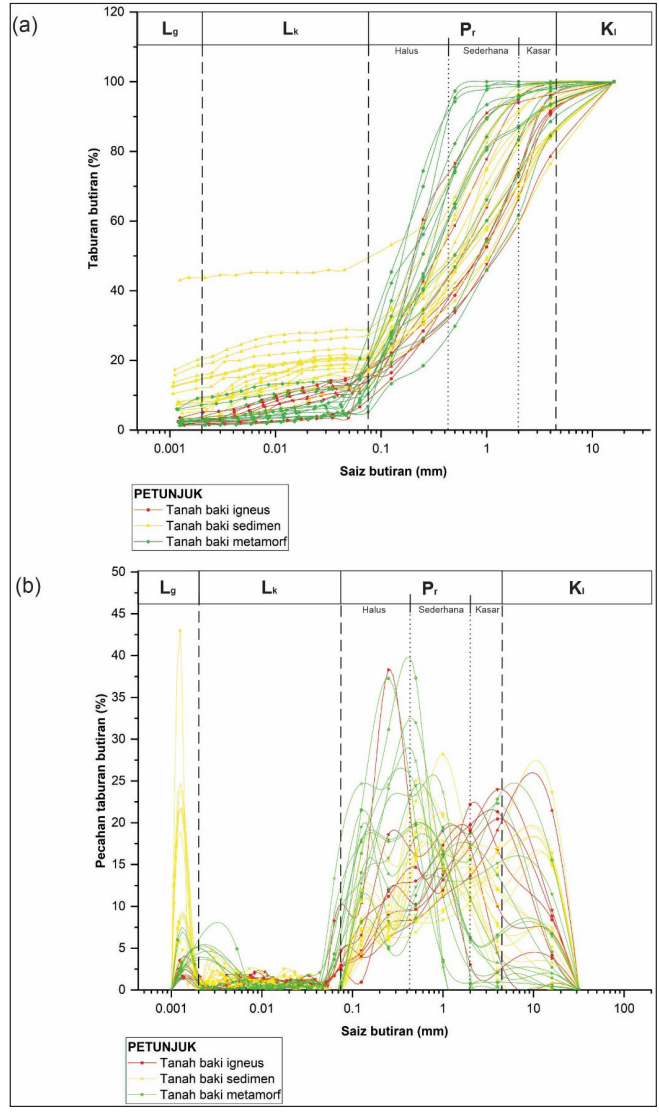 (a)
Lg Lk Pr Kl
Halus Sederhana Kasar
120
100
80
60
40
20
0
Taburan butiran (%)
0.001 0.01 0.1 1 10
Saiz butiran (mm)
PETUNJUK
Tanah baki igneus
Tanah baki sedimen
Tanah baki metamorf
(b)
Lg Lk Pr Kl
Halus Sederhana Kasar
50
45
40
35
30
25
20
15
10
5
0
Pecahan taburan butiran (%)
0.001 0.01 0.1 1 10 100
Saiz butiran (mm)
PETUNJUK
Tanah baki igneus
Tanah baki sedimen
Tanah baki metamorf